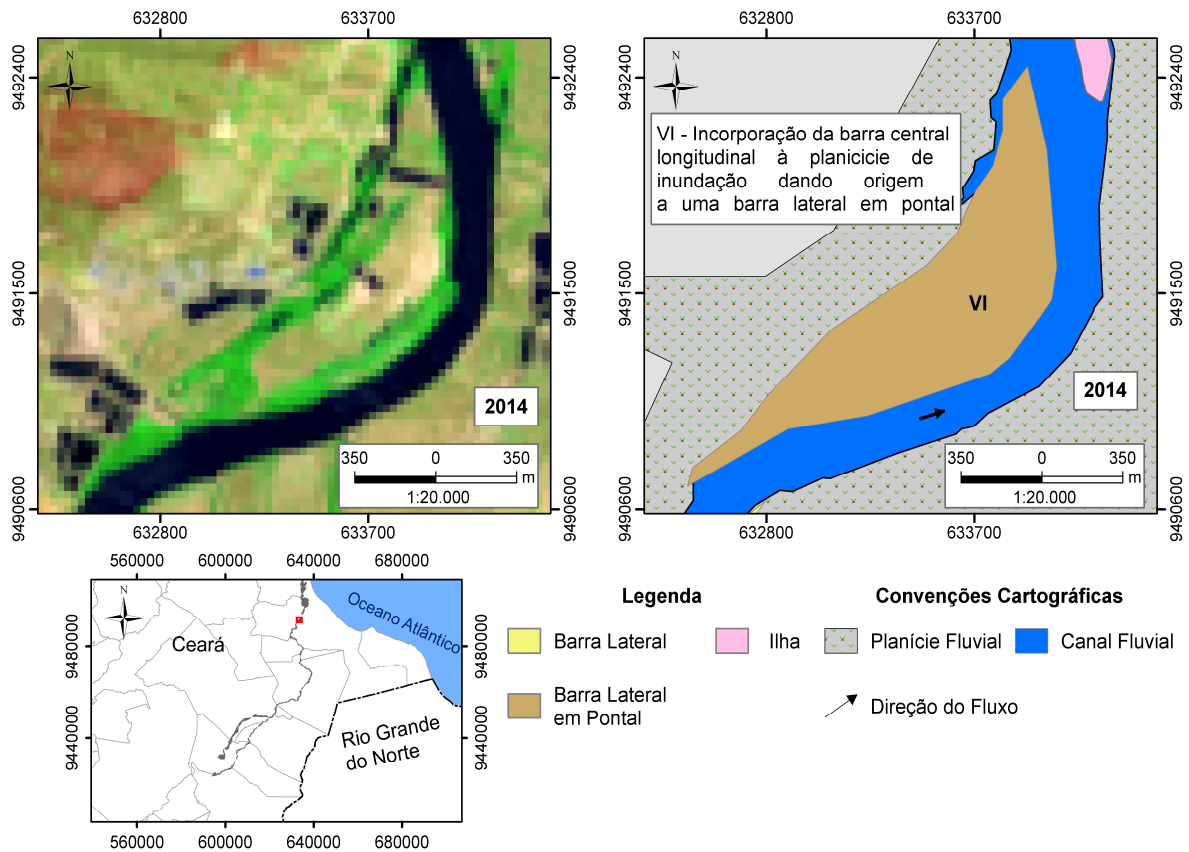 632800 633700
9492400
9491500
9490600
N
2014
350 0 350
m
1:20.000
9492400
9491500
9490600
632800 633700
632800 633700
9492400
9491500
9490600
N
VI - Incorporação da barra central
longitudinal à planicicie de
inundação dando origem
a uma barra lateral em pontal
VI
2014
350 0 350
m
1:20.000
9492400
9491500
9490600
632800 633700
560000 600000 640000 680000
9480000
9440000
N
Ceará
Oceano Atlântico
Rio Grande
do Norte
9480000
9440000
560000 600000 640000 680000
Legenda
Barra Lateral
Ilha
Barra Lateral
em Pontal
Convenções Cartográficas
Planície Fluvial
Canal Fluvial
Direção do Fluxo